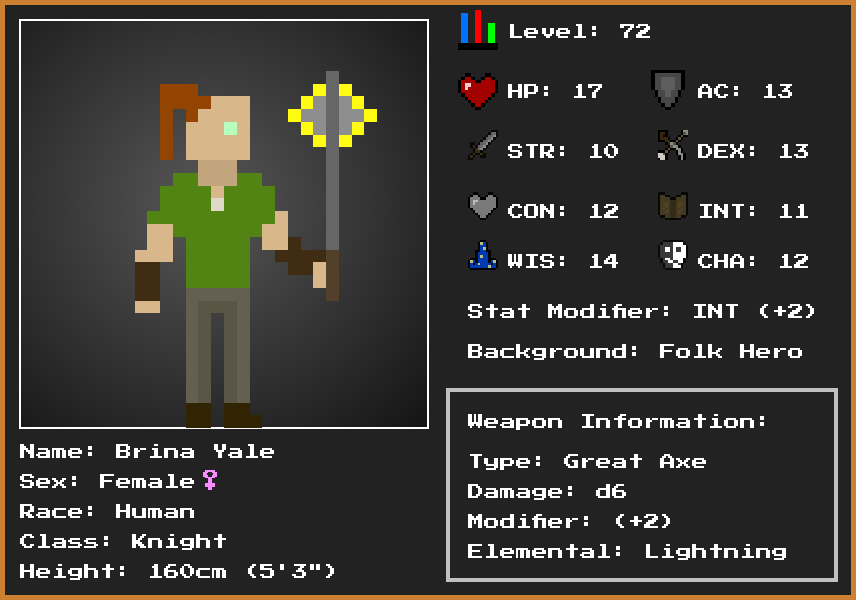 Level: 72
HP: 17
AC: 13
STR: 10
DEX: 13
CON: 12
INT: 11
WIS: 14
CHA: 12
Stat Modifier: INT (+2)
Background: Folk Hero
Weapon Information:
Type: Great Axe
Damage: d6
Modifier: (+2)
Elemental: Lightning
Name: Brina Yale
Sex: Female♀
Race: Human
Class: Knight
Height: 160cm (5'3")